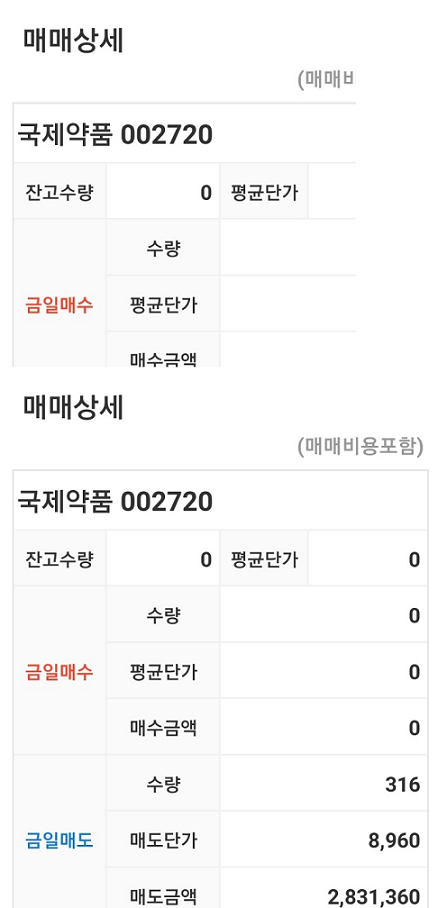 매매상세
(매매비
국제약품 002720
잔고수량 0 평균단가
수량
금일매수 평균단가
매수금액
매매상세
(매매비용포함)
국제약품 002720
잔고수량 0 평균단가 0
수량 0
금일매수 평균단가 0
매수금액 0
수량 316
금일매도 매도단가 8,960
매도금액 2,831,360